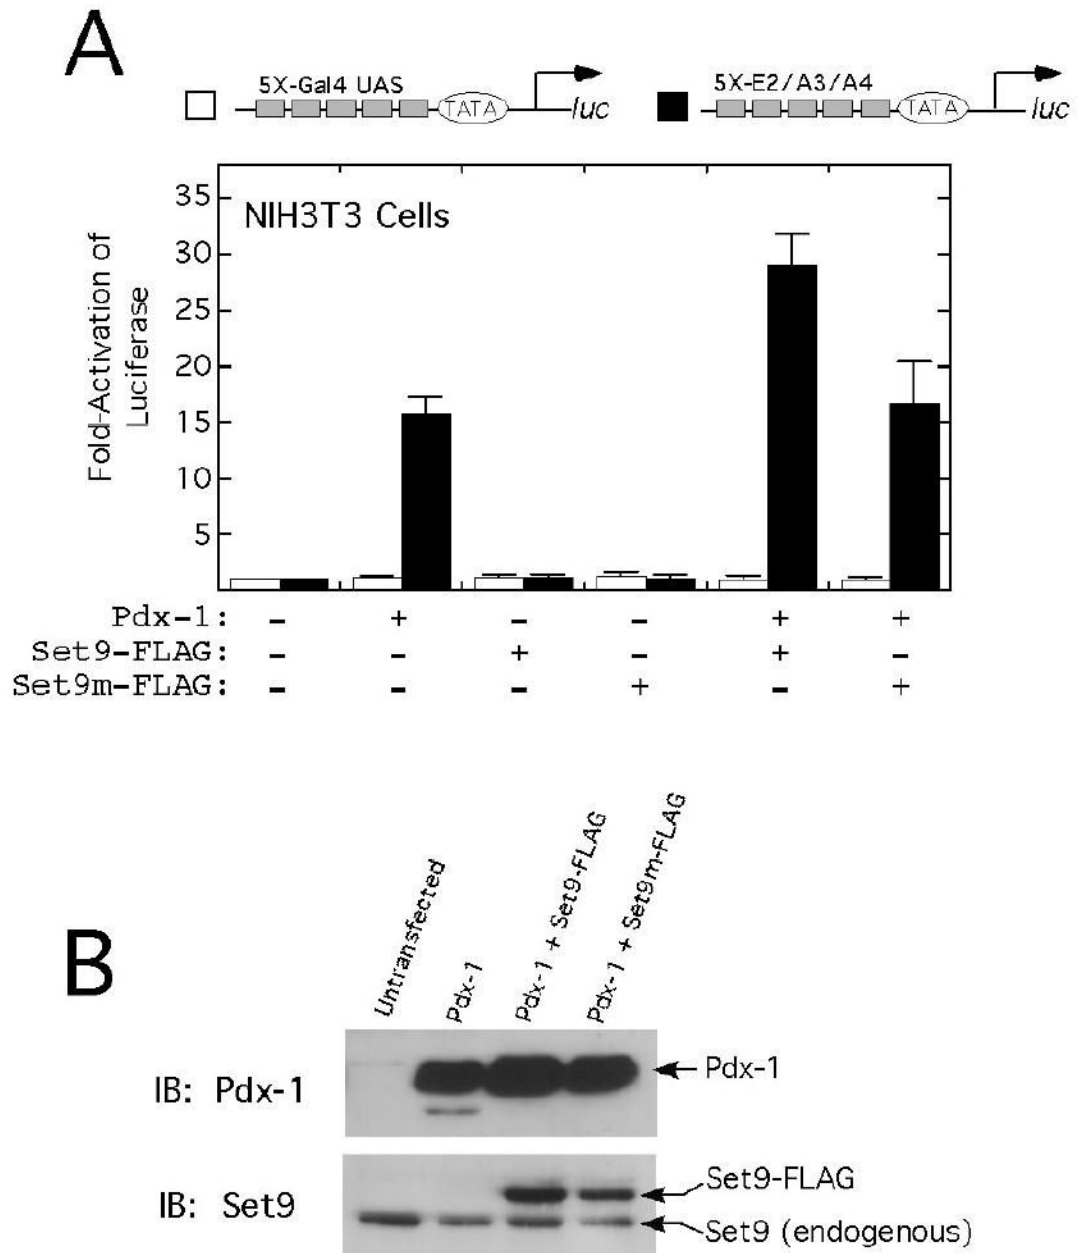 A
5X-Gal4 UAS
TATA
luc
5X-E2/A3/A4
TATA
luc
Fold-Activation of
Luciferase
35
30
25
20
15
10
5
NIH3T3 Cells
Pdx-1: – + – – + +
Set9-FLAG: – – + – + –
Set9m-FLAG: – – – + – +
B
Untransfected
Pdx-1
Pdx-1 + Set9-FLAG
Pdx-1 + Set9m-FLAG
IB: Pdx-1
Pdx-1
IB: Set9
Set9-FLAG
Set9 (endogenous)